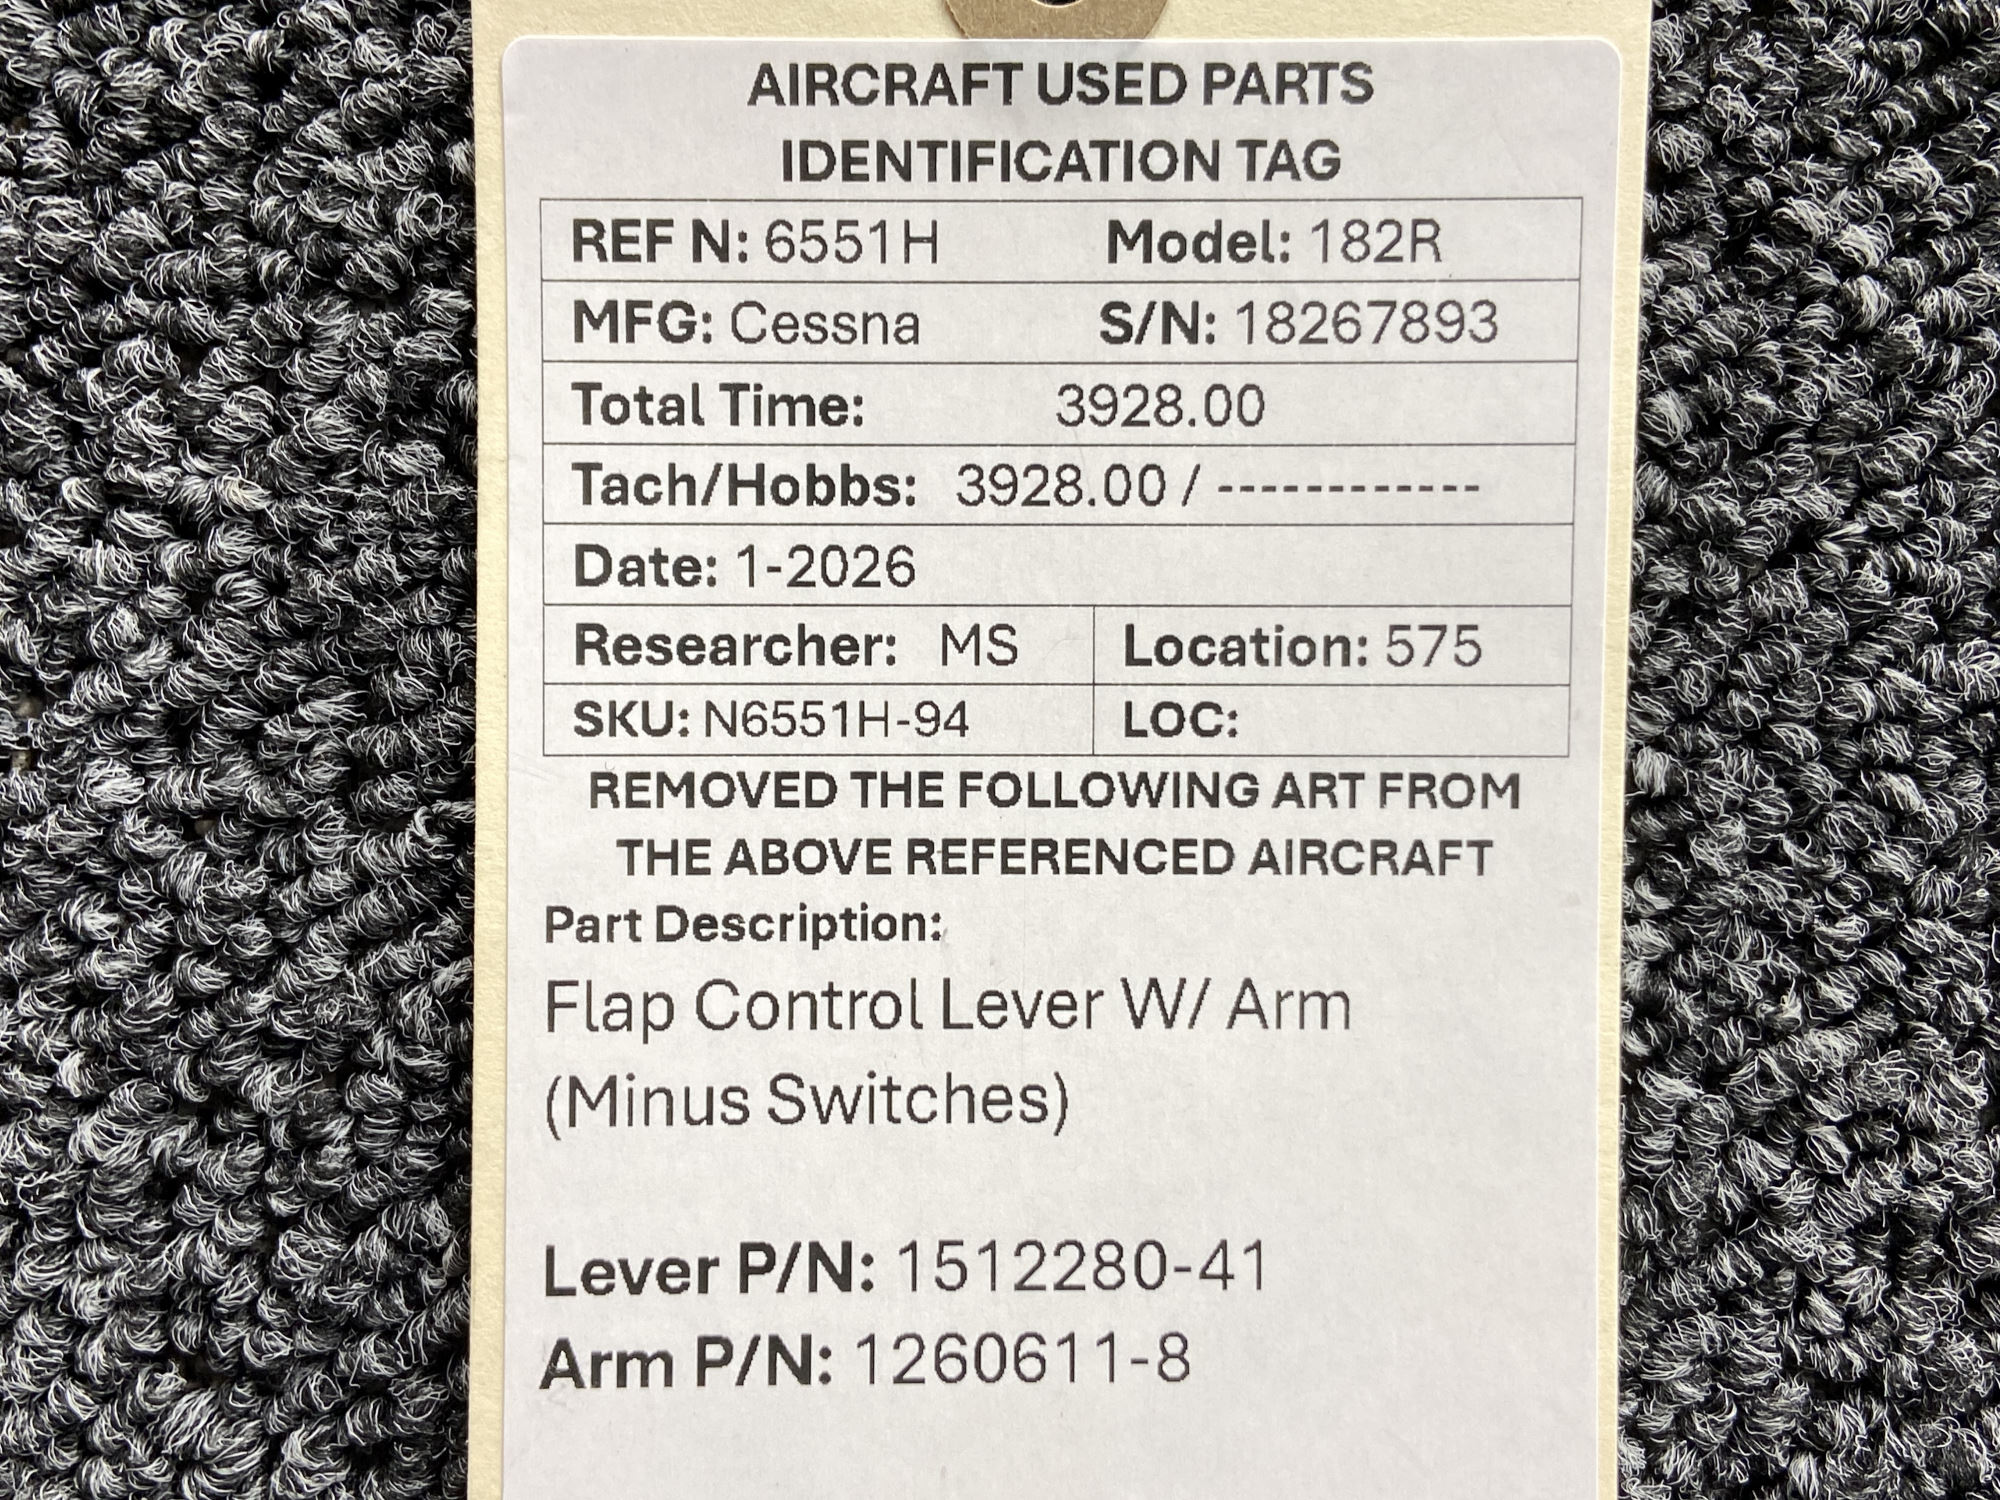 AIRCRAFT USED PARTS
IDENTIFICATION TAG
REF N: 6551H Model: 182R
MFG: Cessna S/N: 18267893
Total Time: 3928.00
Tach/Hobbs: 3928.00 / ------------
Date: 1-2026
Researcher: MS Location: 575
SKU: N6551H-94 LOC:
REMOVED THE FOLLOWING ART FROM
THE ABOVE REFERENCED AIRCRAFT
Part Description:
Flap Control Lever W/ Arm
(Minus Switches)
Lever P/N: 1512280-41
Arm P/N: 1260611-8